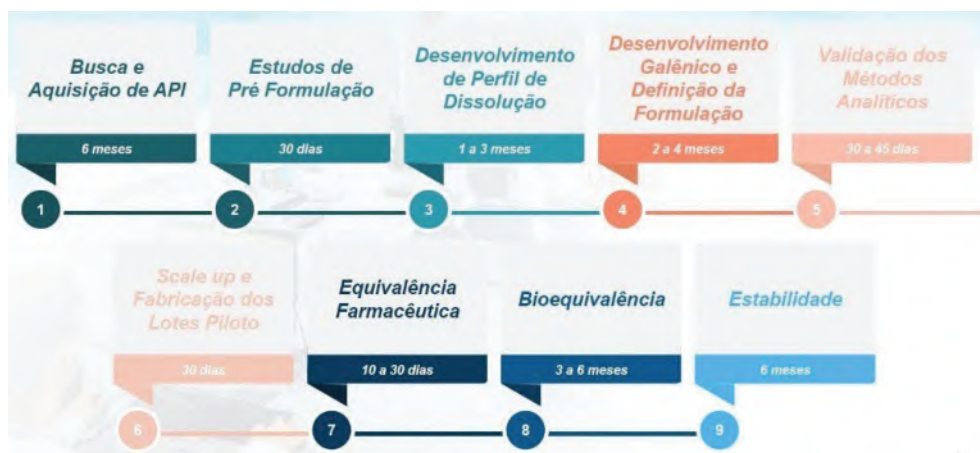 Busca e
Aquisição de API
6 meses
1
Estudos de
Pré Formulação
30 dias
2
Desenvolvimento
de Perfil de
Dissolução
1 a 3 meses
3
Desenvolvimento
Galênico e
Definição da
Formulação
2 a 4 meses
4
Validação dos
Métodos
Analíticos
30 a 45 dias
5
Scale up e
Fabricação dos
Lotes Piloto
30 dias
6
Equivalência
Farmacêutica
10 a 30 dias
7
Bioequivalência
3 a 6 meses
8
Estabilidade
6 meses
9